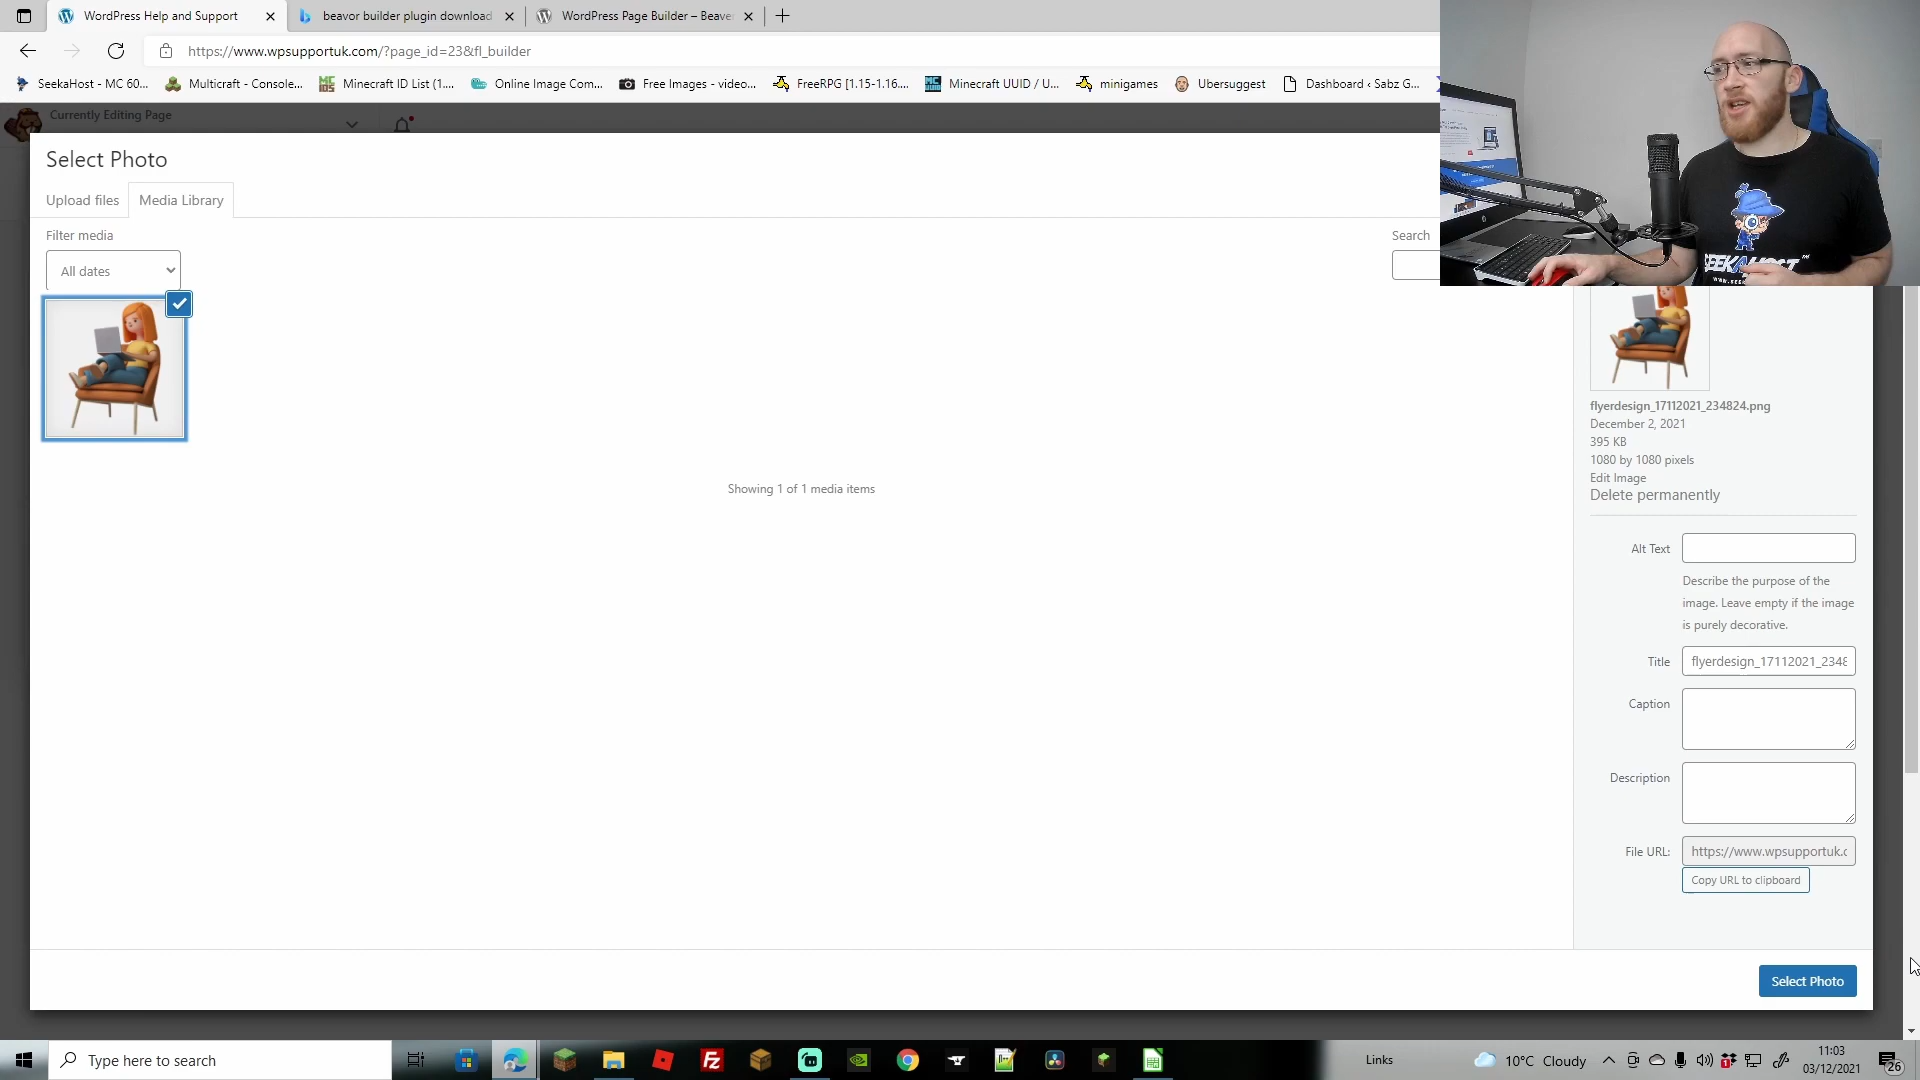 WordPress Help and Support
beavor builder plugin download
WordPress Page Builder – Beave
https://www.wpsupportuk.com/?page_id=23&fl_builder
SeekaHost - MC 60...
Multicraft - Console...
Minecraft ID List (1....
Online Image Com...
Free Images - video...
FreeRPG [1.15-1.16....
Minecraft UUID / U...
minigames
Ubersuggest
Dashboard ‹ Sabz G...
Currently Editing Page
Select Photo
Upload files
Media Library
Filter media
All dates
Search
SEEKAHOST™
flyerdesign_17112021_234824.png
December 2, 2021
395 KB
1080 by 1080 pixels
Edit Image
Delete permanently
Showing 1 of 1 media items
Alt Text
Describe the purpose of the
image. Leave empty if the image
is purely decorative.
Title
flyerdesign_17112021_2348
Caption
Description
File URL:
https://www.wpsupportuk.c
Copy URL to clipboard
Select Photo
Type here to search
Links
10°C Cloudy
11:03
03/12/2021
26